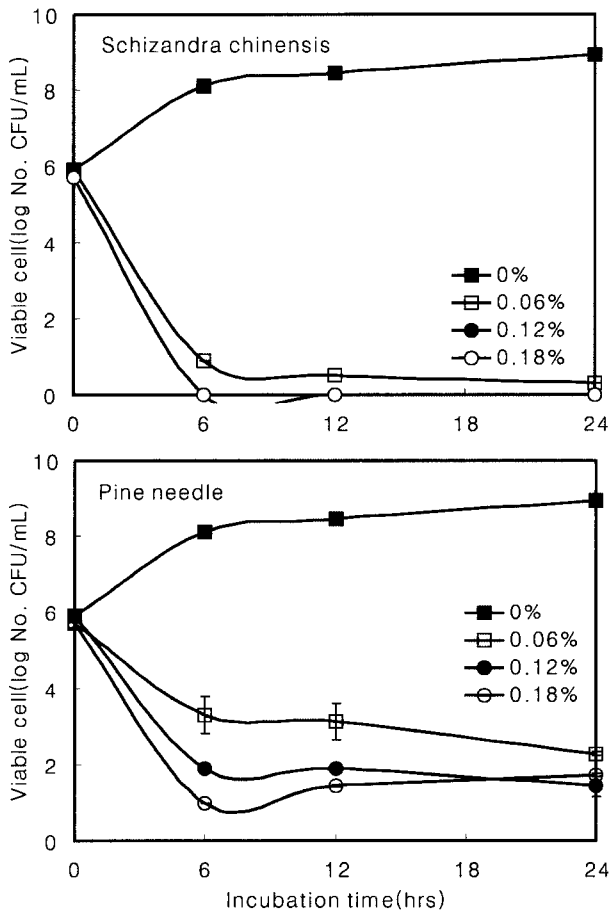 10
Schizandra chinensis
8
6
4
2
0
Viable cell(log No. CFU/mL)
0%
0.06%
0.12%
0.18%
0 6 12 18 24
10
Pine needle
8
6
4
2
0
Viable cell(log No. CFU/mL)
0%
0.06%
0.12%
0.18%
0 6 12 18 24
Incubation time(hrs)